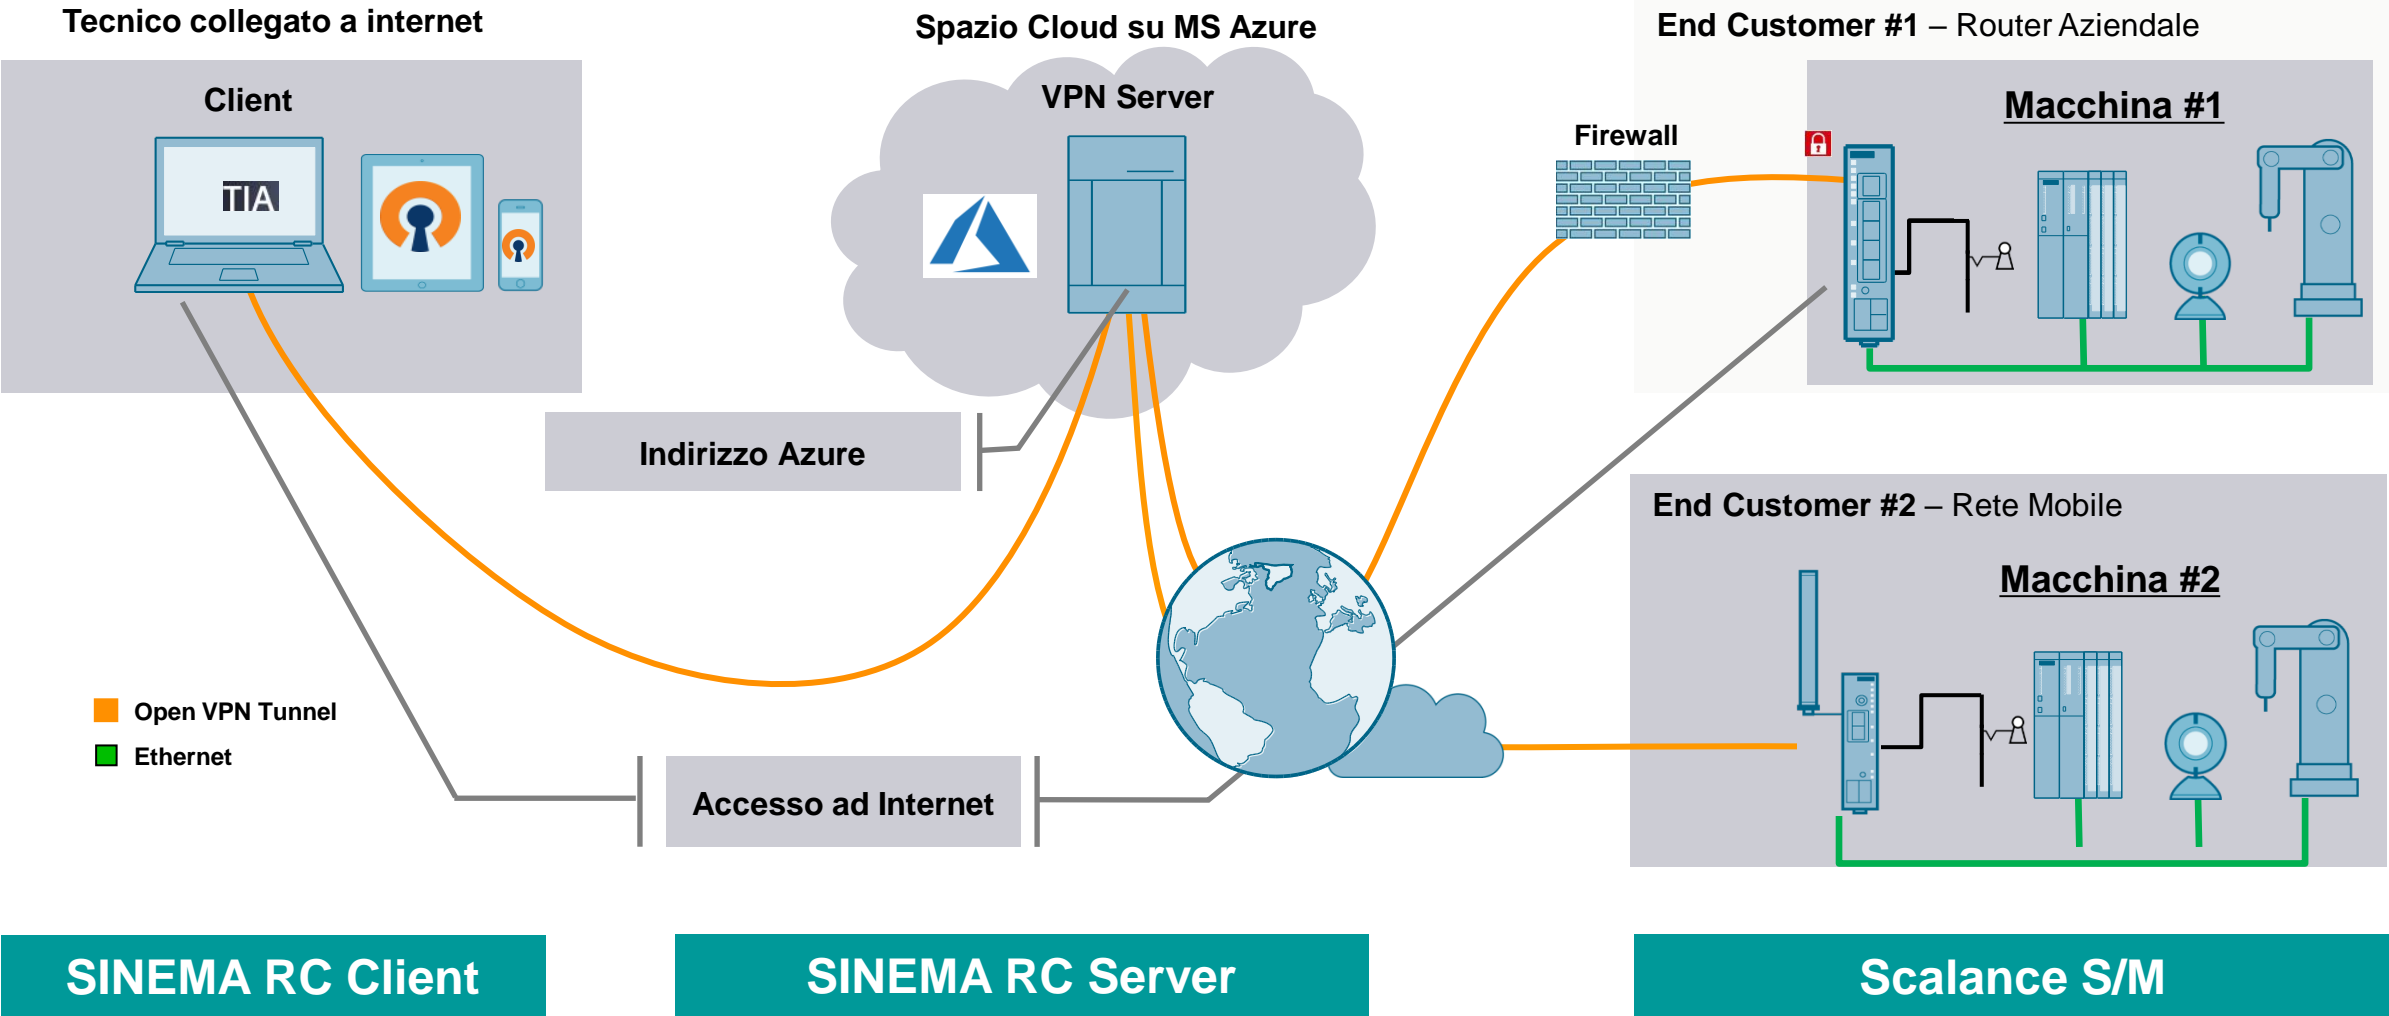 Tecnico collegato a internet
Spazio Cloud su MS Azure
End Customer #1 – Router Aziendale
Client
VPN Server
Macchina #1
Firewall
TIA
Indirizzo Azure
End Customer #2 – Rete Mobile
Macchina #2
Open VPN Tunnel
Ethernet
Accesso ad Internet
SINEMA RC Client
SINEMA RC Server
Scalance S/M